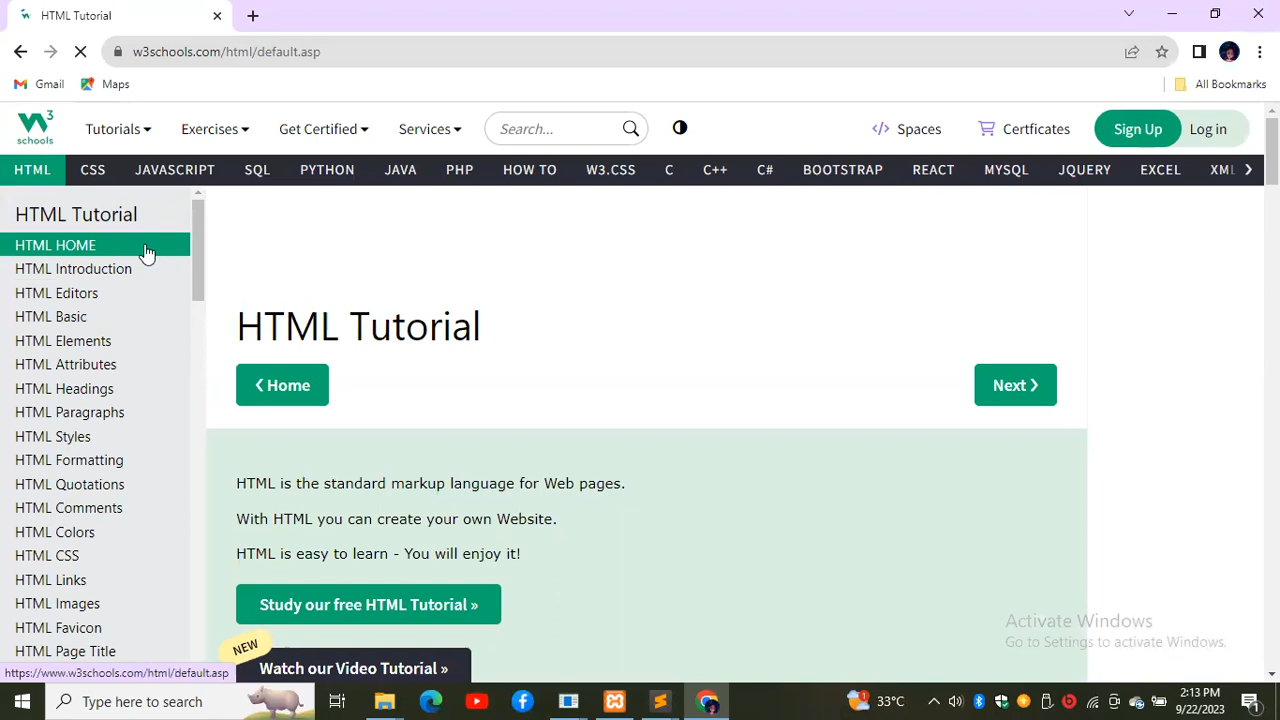 HTML Tutorial
w3schools.com/html/default.asp
Gmail Maps All Bookmarks
W3 schools
Tutorials Exercises Get Certified Services Search... Spaces Certficates Sign Up Log in
HTML CSS JAVASCRIPT SQL PYTHON JAVA PHP HOW TO W3.CSS C C++ C# BOOTSTRAP REACT MYSQL JQUERY EXCEL XML
HTML Tutorial
HTML HOME
HTML Introduction
HTML Editors
HTML Basic
HTML Elements
HTML Attributes
HTML Headings
HTML Paragraphs
HTML Styles
HTML Formatting
HTML Quotations
HTML Comments
HTML Colors
HTML CSS
HTML Links
HTML Images
HTML Favicon
HTML Page Title
HTML Tutorial
❮ Home
Next ❯
HTML is the standard markup language for Web pages.
With HTML you can create your own Website.
HTML is easy to learn - You will enjoy it!
Study our free HTML Tutorial »
NEW
Watch our Video Tutorial »
Activate Windows
Go to Settings to activate Windows.
https://www.w3schools.com/html/default.asp
Type here to search
1
33°C
2:13 PM
9/22/2023
1